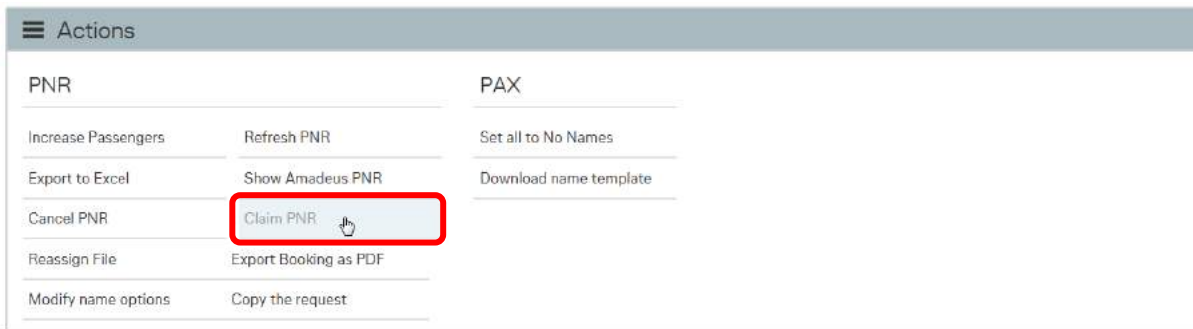 Actions
PNR
PAX
Increase Passengers
Refresh PNR
Set all to No Names
Export to Excel
Show Amadeus PNR
Download name template
Cancel PNR
Claim PNR
Reassign File
Export Booking as PDF
Modify name options
Copy the request